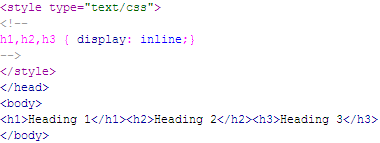 <style type="text/css">
<!--
h1,h2,h3 { display: inline;}
-->
</style>
</head>
<body>
<h1>Heading 1</h1><h2>Heading 2</h2><h3>Heading 3</h3>
</body>